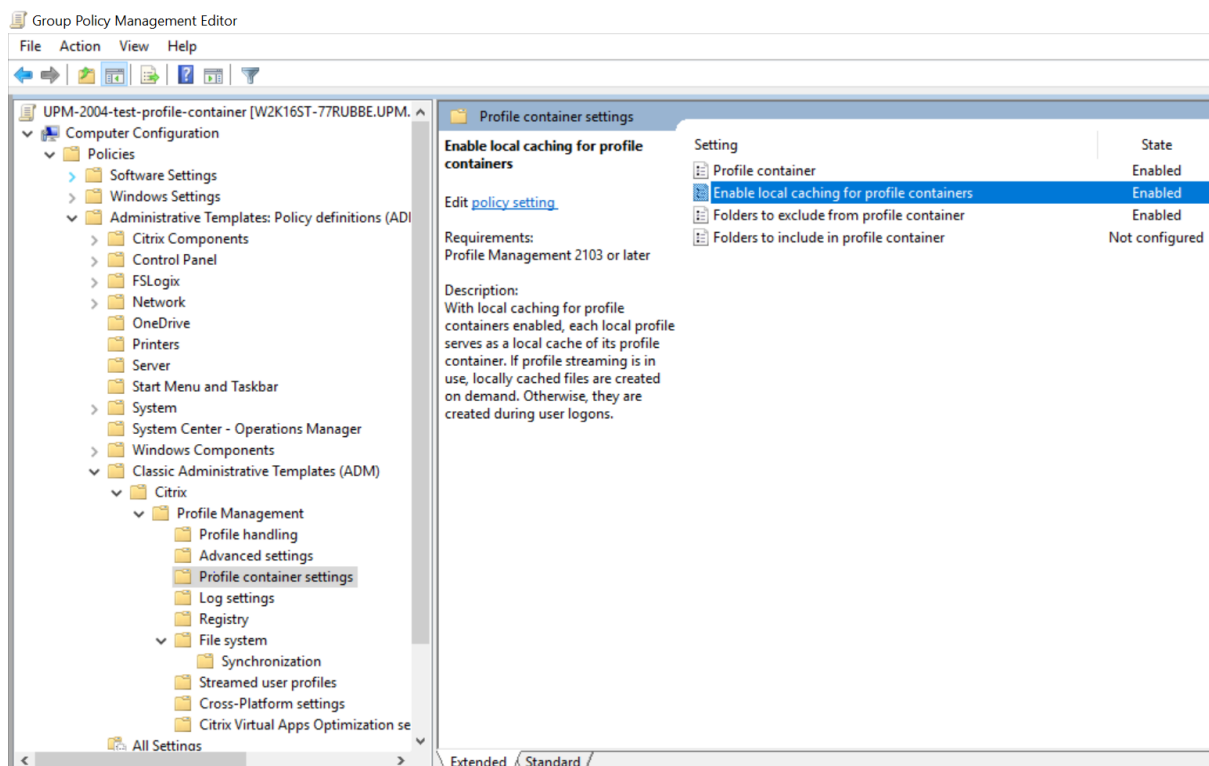 Group Policy Management Editor
File Action View Help
UPM-2004-test-profile-container [W2K16ST-77RUBBE.UPM.
Computer Configuration
Policies
Software Settings
Windows Settings
Administrative Templates: Policy definitions (ADI
Citrix Components
Control Panel
FSLogix
Network
OneDrive
Printers
Server
Start Menu and Taskbar
System
System Center - Operations Manager
Windows Components
Classic Administrative Templates (ADM)
Citrix
Profile Management
Profile handling
Advanced settings
Profile container settings
Log settings
Registry
File system
Synchronization
Streamed user profiles
Cross-Platform settings
Citrix Virtual Apps Optimization se
All Settings
Profile container settings
Enable local caching for profile
containers
Edit policy setting
Requirements:
Profile Management 2103 or later
Description:
With local caching for profile
containers enabled, each local profile
serves as a local cache of its profile
container. If profile streaming is in
use, locally cached files are created
on demand. Otherwise, they are
created during user logons.
Setting State
Profile container Enabled
Enable local caching for profile containers Enabled
Folders to exclude from profile container Enabled
Folders to include in profile container Not configured
Extended Standard